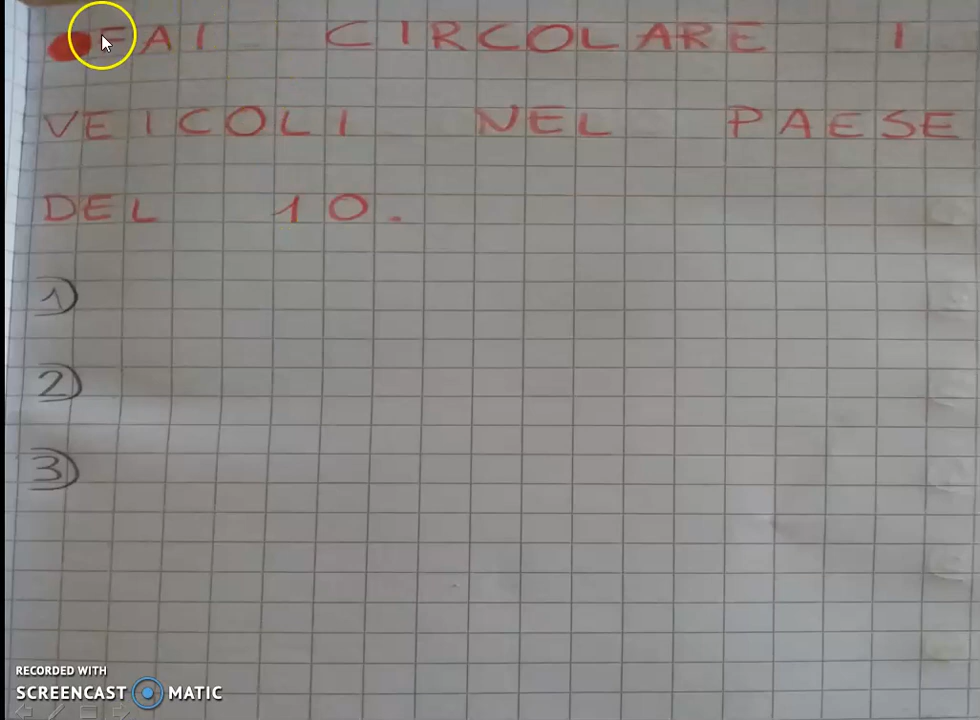 FAI CIRCOLARE I
VEICOLI NEL PAESE
DEL 10.
1)
2)
3)
RECORDED WITH
SCREENCAST MATIC